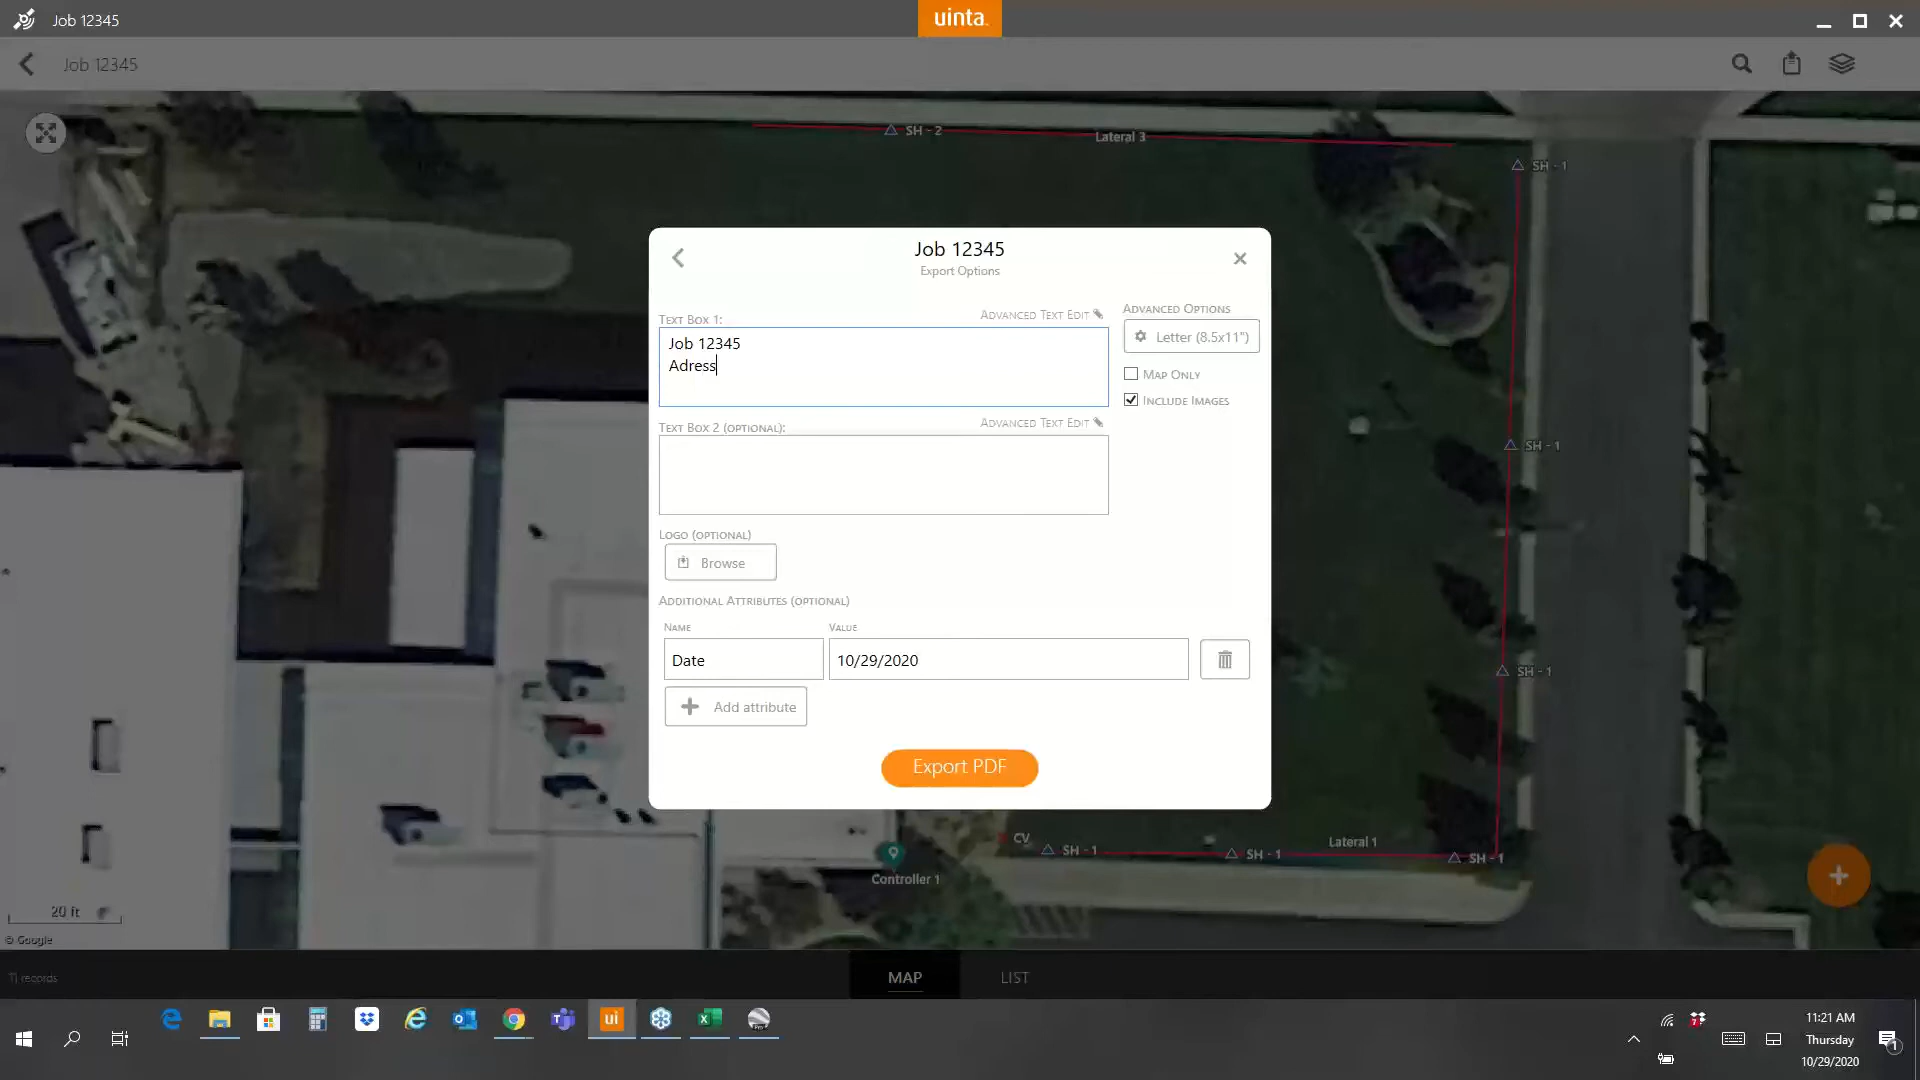 Job 12345
uinta
Job 12345
SH - 2
Lateral 3
SH - 1
Job 12345
Export Options
Text Box 1:
Advanced Text Edit
Advanced Options
Job 12345
Adress
Letter (8.5x11")
Map Only
Include Images
Text Box 2 (optional):
Advanced Text Edit
SH - 1
Logo (optional)
Browse
Additional Attributes (optional)
Name
Value
Date
10/29/2020
SH - 1
Add attribute
Export PDF
CV
SH - 1
SH - 1
Lateral 1
SH - 1
Controller 1
20 ft
© Google
11 records
MAP
LIST
ui
11:21 AM
Thursday
10/29/2020
1